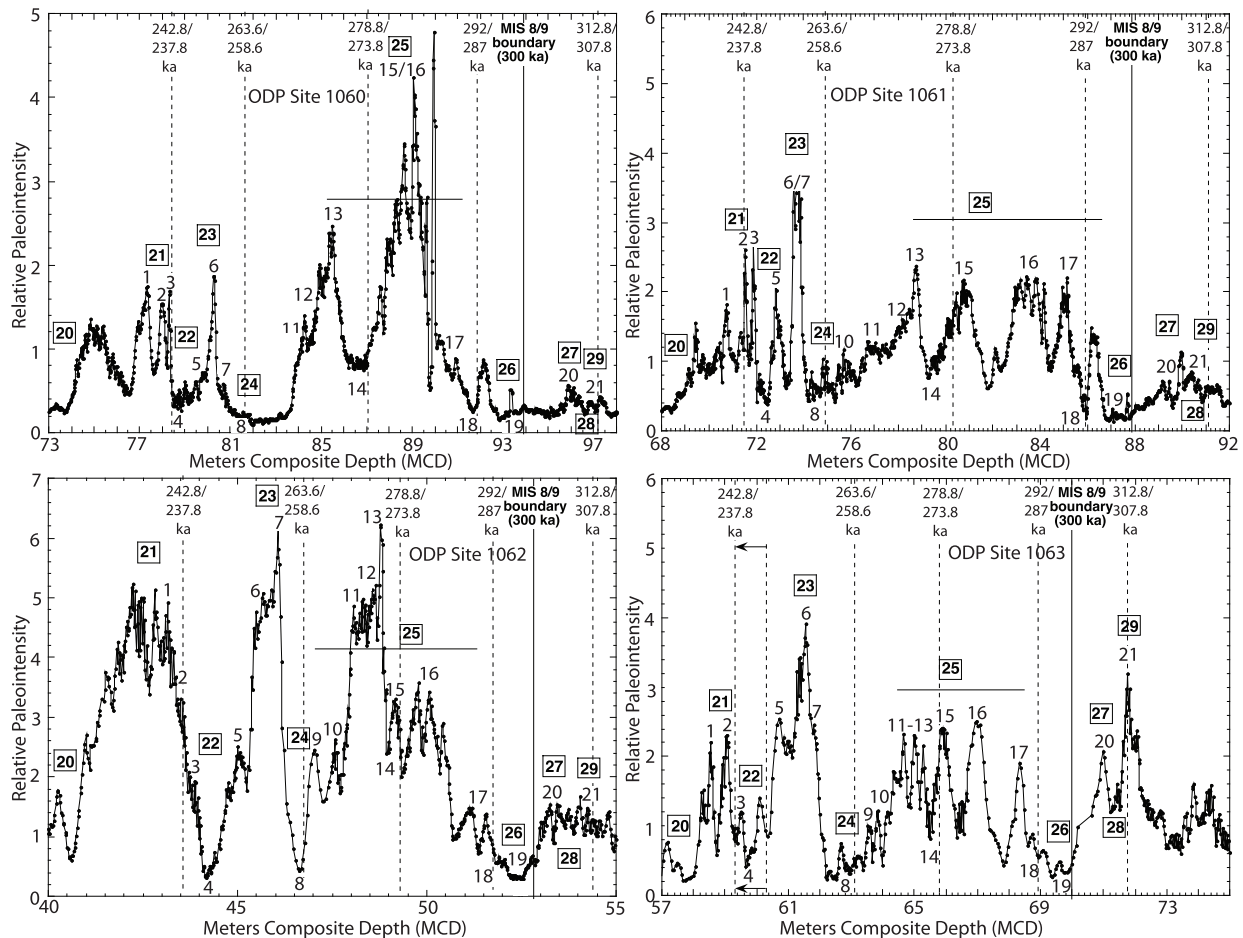 242.8/ 263.6/ 278.8/ 292/ MIS 8/9 312.8/
237.8 258.6 273.8 287 boundary 307.8
ka ka ka ka (300 ka) ka
ODP Site 1060
Relative Paleointensity
5
4
3
2
1
0
20 21 22 23 24 25 26 27 28 29
1 2 3 4 5 6 7 8 11 12 13 14 15/16 17 18 19 20 21
73 77 81 85 89 93 97
Meters Composite Depth (MCD)
242.8/ 263.6/ 278.8/ 292/ MIS 8/9 312.8/
237.8 258.6 273.8 287 boundary 307.8
ka ka ka ka (300 ka) ka
ODP Site 1061
Relative Paleointensity
6
5
4
3
2
1
0
20 21 22 23 24 25 26 27 28 29
1 2 3 4 5 6/7 8 10 11 12 13 14 15 16 17 18 19 20 21
68 72 76 80 84 88 92
Meters Composite Depth (MCD)
242.8/ 263.6/ 278.8/ 292/ MIS 8/9 312.8/
237.8 258.6 273.8 287 boundary 307.8
ka ka ka ka (300 ka) ka
ODP Site 1062
Relative Paleointensity
7
6
5
4
3
2
1
0
20 21 22 23 24 25 26 27 28 29
1 2 3 4 5 6 7 8 9 10 11 12 13 14 15 16 17 18 19 20 21
40 45 50 55
Meters Composite Depth (MCD)
242.8/ 263.6/ 278.8/ 292/ MIS 8/9 312.8/
237.8 258.6 273.8 287 boundary 307.8
ka ka ka ka (300 ka) ka
ODP Site 1063
Relative Paleointensity
6
5
4
3
2
1
0
20 21 22 23 24 25 26 27 28 29
1 2 3 4 5 6 7 8 9 10 11-13 14 15 16 17 18 19 20 21
57 61 65 69 73
Meters Composite Depth (MCD)